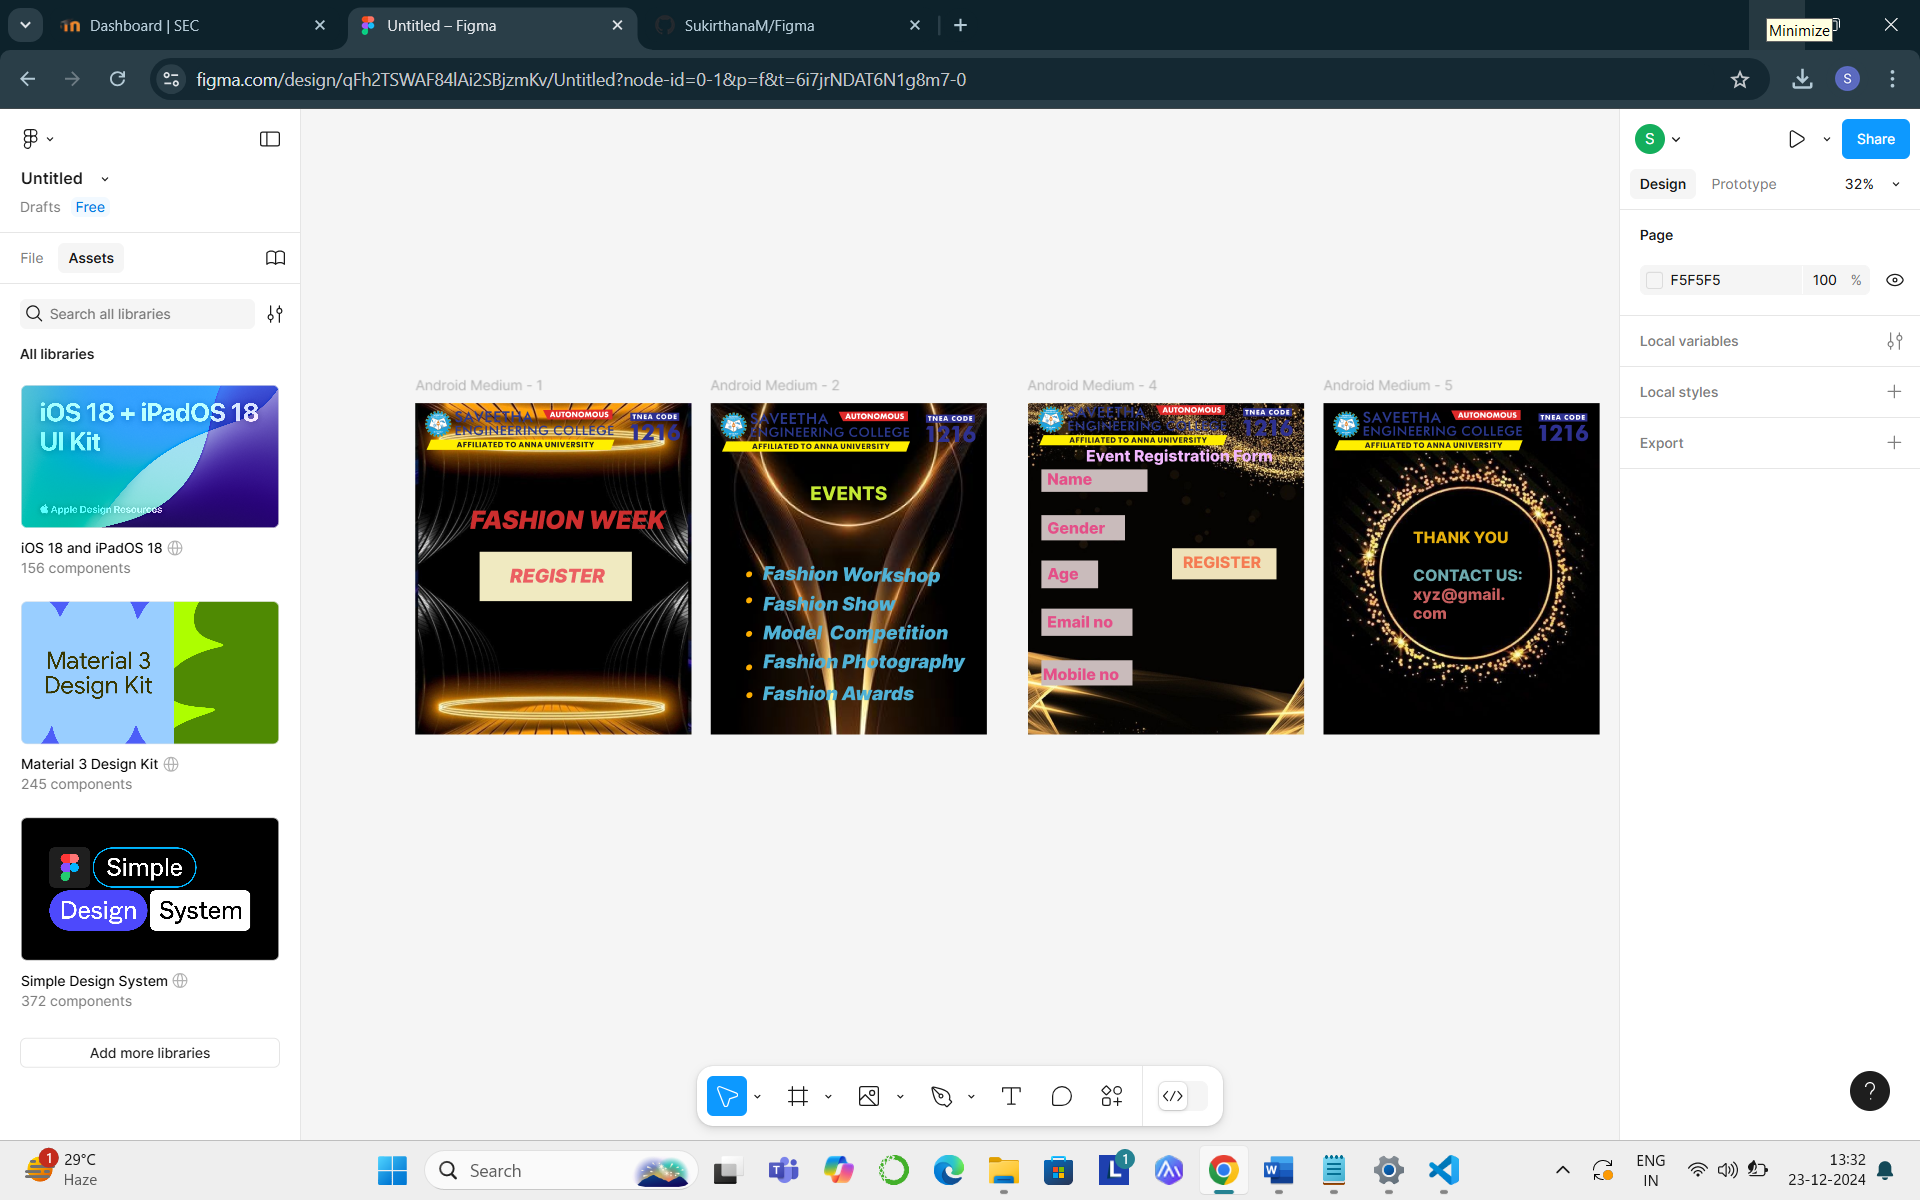 Dashboard | SEC
Untitled – Figma
SukirthanaM/Figma
Minimize
figma.com/design/qFh2TSWAF84lAi2SBjzmKv/Untitled?node-id=0-1&p=f&t=6i7jrNDAT6N1g8m7-0
S
Untitled
Drafts Free
File Assets
Search all libraries
All libraries
iOS 18 + iPadOS 18
UI Kit
Apple Design Resources
iOS 18 and iPadOS 18
156 components
Material 3
Design Kit
Material 3 Design Kit
245 components
Simple
Design System
Simple Design System
372 components
Add more libraries
Android Medium - 1
SAVEETHA AUTONOMOUS TNEA CODE
ENGINEERING COLLEGE 1216
AFFILIATED TO ANNA UNIVERSITY
FASHION WEEK
REGISTER
Android Medium - 2
SAVEETHA AUTONOMOUS TNEA CODE
ENGINEERING COLLEGE 1216
AFFILIATED TO ANNA UNIVERSITY
EVENTS
• Fashion Workshop
• Fashion Show
• Model Competition
• Fashion Photography
• Fashion Awards
Android Medium - 4
SAVEETHA AUTONOMOUS TNEA CODE
ENGINEERING COLLEGE 1216
AFFILIATED TO ANNA UNIVERSITY
Event Registration Form
Name
Gender
REGISTER
Age
Email no
Mobile no
Android Medium - 5
SAVEETHA AUTONOMOUS TNEA CODE
ENGINEERING COLLEGE 1216
AFFILIATED TO ANNA UNIVERSITY
THANK YOU
CONTACT US:
xyz@gmail.
com
S
Share
Design Prototype 32%
Page
F5F5F5 100 %
Local variables
Local styles
Export
?
1
29°C
Haze
Search
1
ENG
IN
13:32
23-12-2024